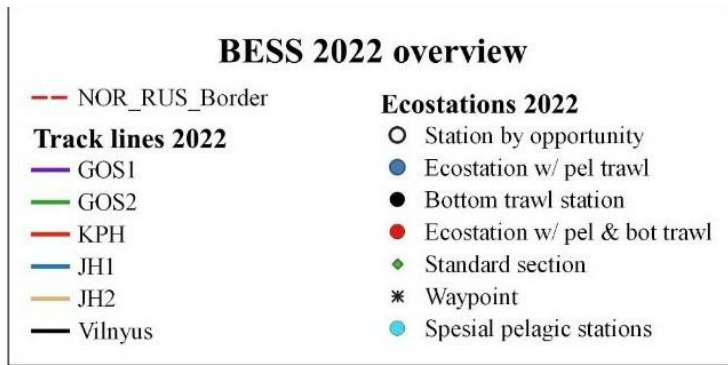 BESS 2022 overview
NOR_RUS_Border
Track lines 2022
GOS1
GOS2
KPH
JH1
JH2
Vilnyus
Ecostations 2022
Station by opportunity
Ecostation w/ pel trawl
Bottom trawl station
Ecostation w/ pel & bot trawl
Standard section
Waypoint
Spesial pelagic stations